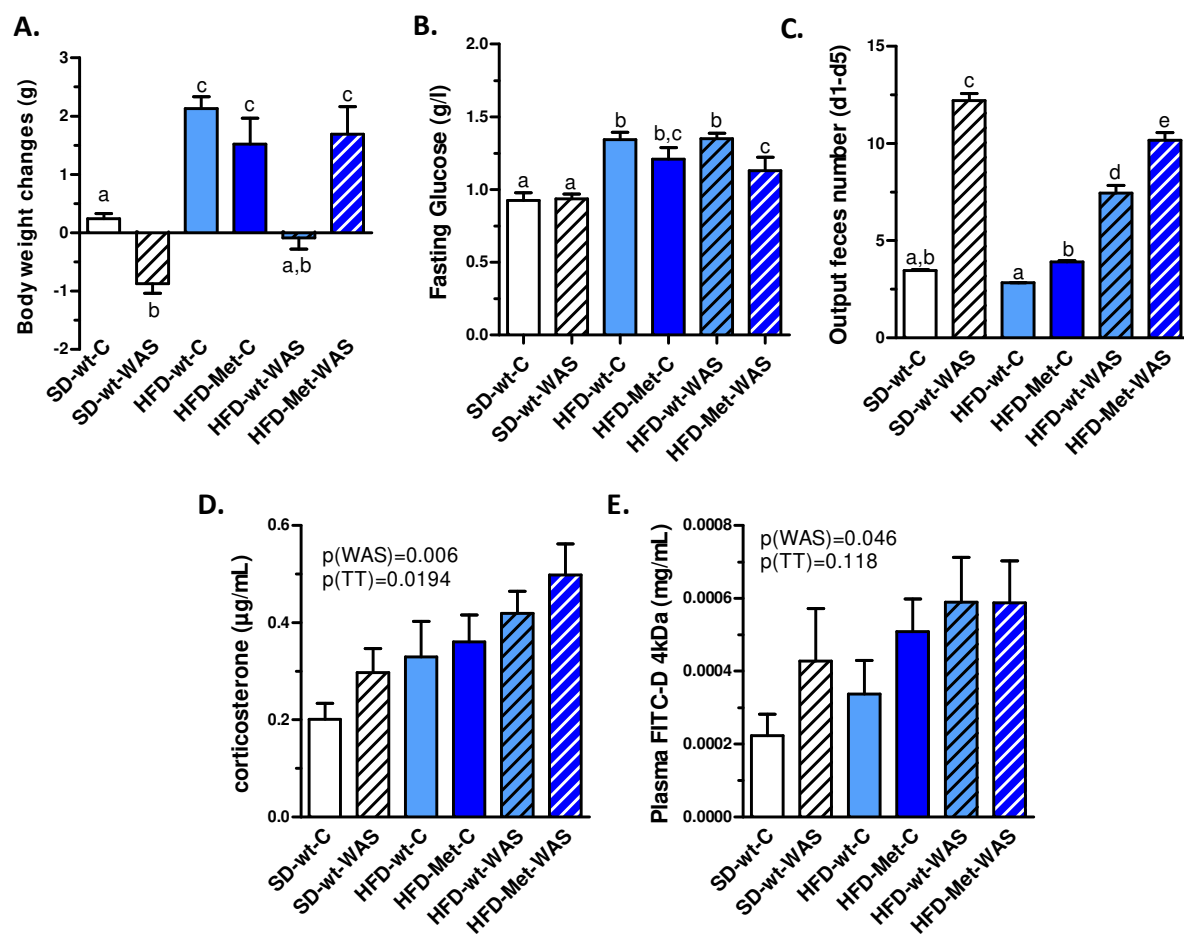 A.
Body weight changes (g)
3
2
1
0
-1
-2
a
b
c
c
a,b
c
SD-wt-C
SD-wt-WAS
HFD-wt-C
HFD-Met-C
HFD-wt-WAS
HFD-Met-WAS
B.
Fasting Glucose (g/l)
2.0
1.5
1.0
0.5
0.0
a
a
b
b,c
b
c
SD-wt-C
SD-wt-WAS
HFD-wt-C
HFD-Met-C
HFD-wt-WAS
HFD-Met-WAS
C.
Output feces number (d1-d5)
15
10
5
0
a,b
c
a
b
d
e
SD-wt-C
SD-wt-WAS
HFD-wt-C
HFD-Met-C
HFD-wt-WAS
HFD-Met-WAS
D.
corticosterone (µg/mL)
0.6
0.4
0.2
0.0
p(WAS)=0.006
p(TT)=0.0194
SD-wt-C
SD-wt-WAS
HFD-wt-C
HFD-Met-C
HFD-wt-WAS
HFD-Met-WAS
E.
Plasma FITC-D 4kDa (mg/mL)
0.0008
0.0006
0.0004
0.0002
0.0000
p(WAS)=0.046
p(TT)=0.118
SD-wt-C
SD-wt-WAS
HFD-wt-C
HFD-Met-C
HFD-wt-WAS
HFD-Met-WAS